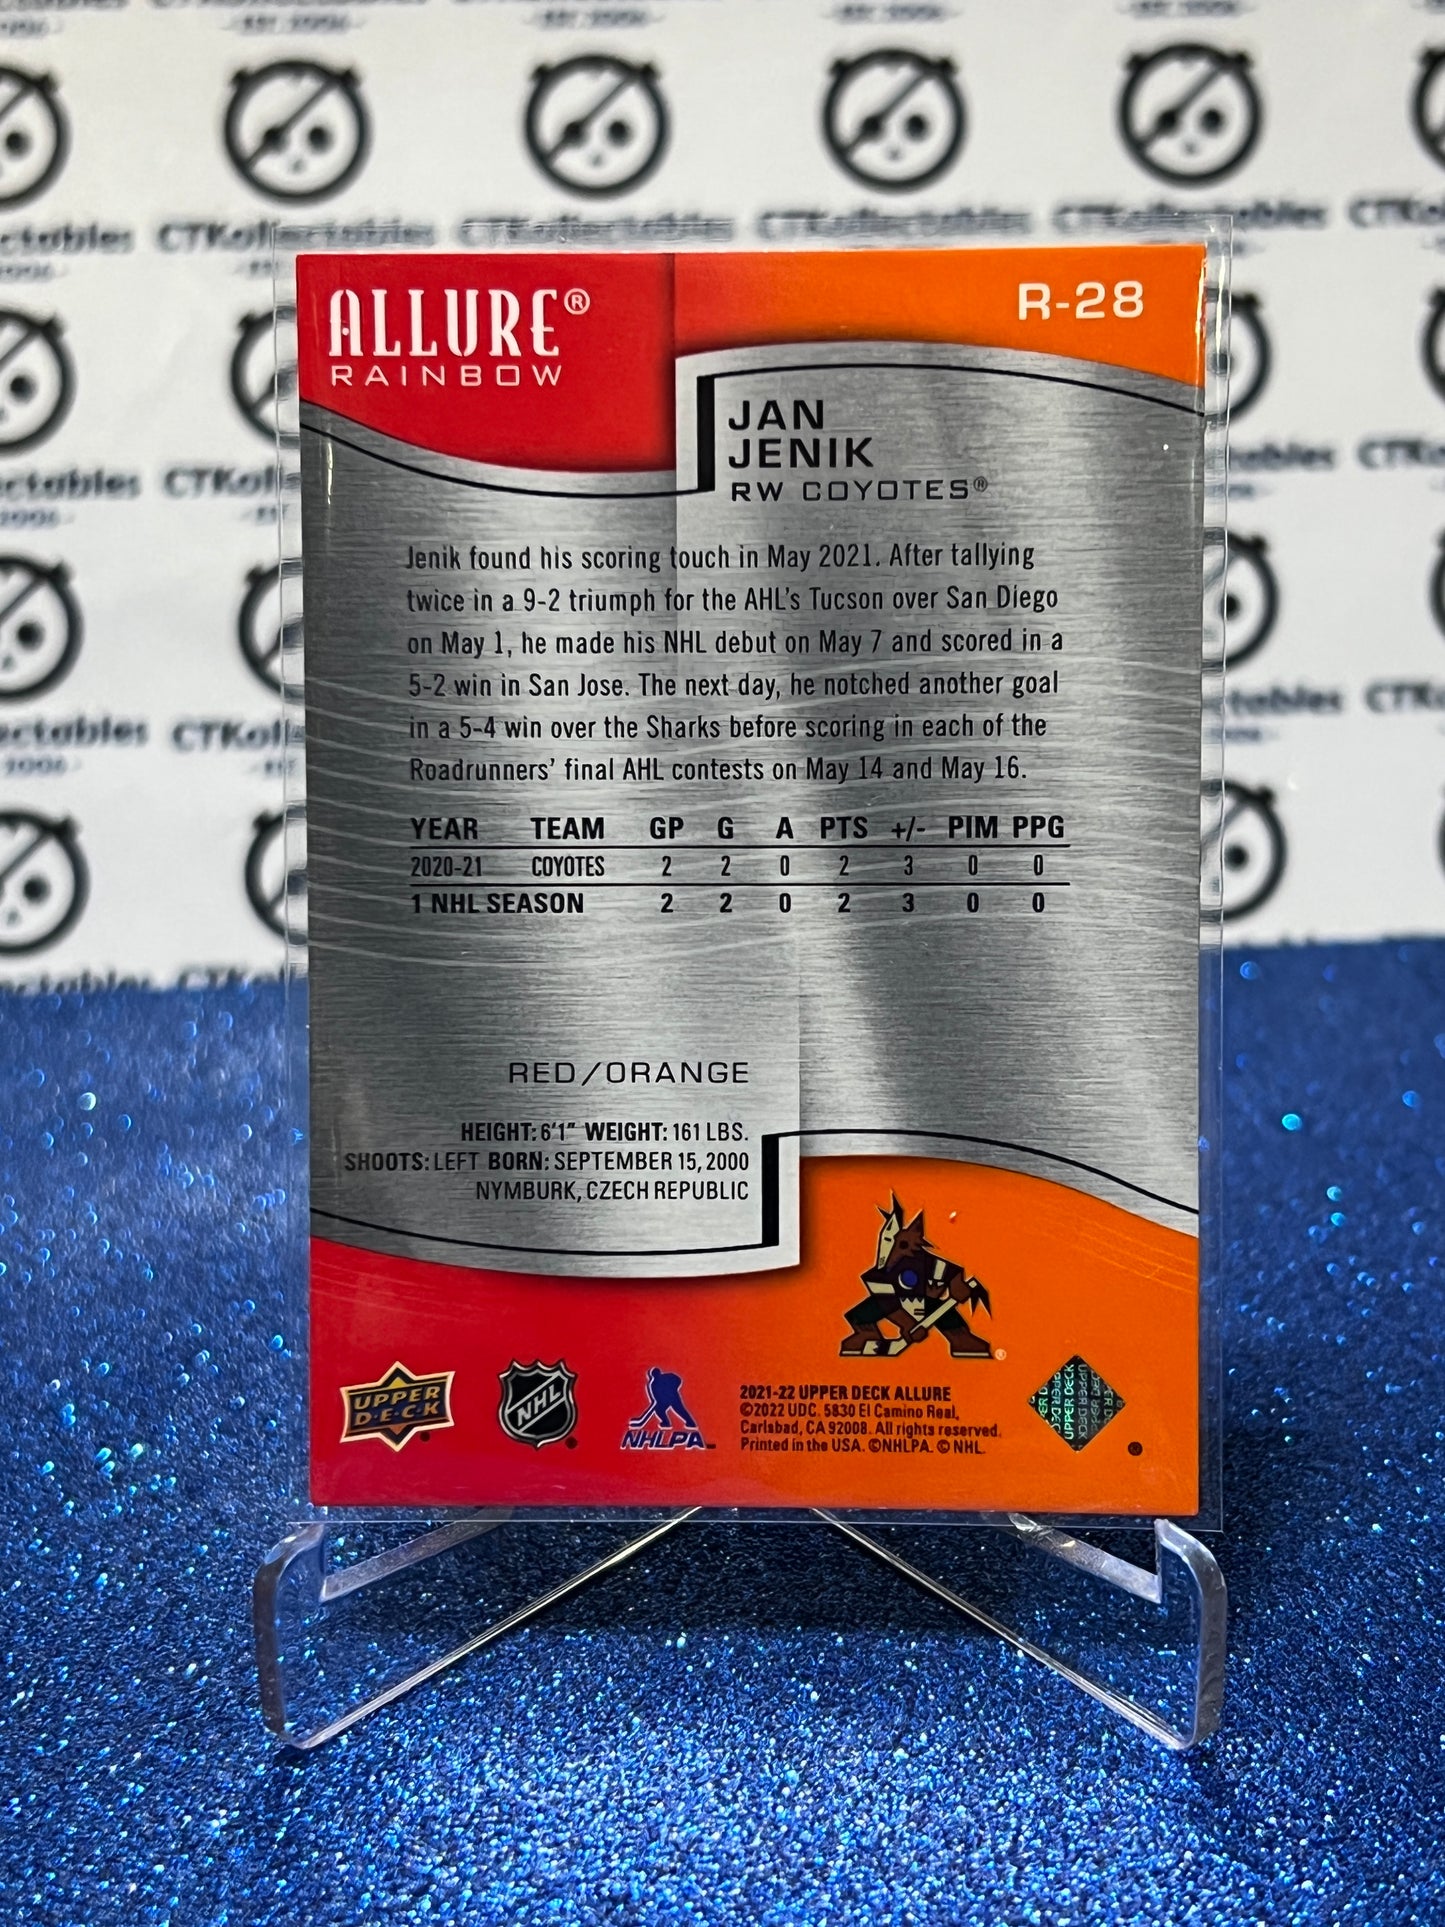 CTKollectables
ALLURE®
RAINBOW
R-28
JAN
JENIK
RW COYOTES®
Jenik found his scoring touch in May 2021. After tallying
twice in a 9-2 triumph for the AHL's Tucson over San Diego
on May 1, he made his NHL debut on May 7 and scored in a
5-2 win in San Jose. The next day, he notched another goal
in a 5-4 win over the Sharks before scoring in each of the
Roadrunners' final AHL contests on May 14 and May 16.
YEAR TEAM GP G A PTS +/- PIM PPG
2020-21 COYOTES 2 2 0 2 3 0 0
1 NHL SEASON 2 2 0 2 3 0 0
RED/ORANGE
HEIGHT: 6'1" WEIGHT: 161 LBS.
SHOOTS: LEFT BORN: SEPTEMBER 15, 2000
NYMBURK, CZECH REPUBLIC
UPPER
DECK
NHL
NHLPA
2021-22 UPPER DECK ALLURE
©2022 UDC. 5830 El Camino Real,
Carlsbad, CA 92008. All rights reserved.
Printed in the USA. ©NHLPA. © NHL.
UPPER DECK